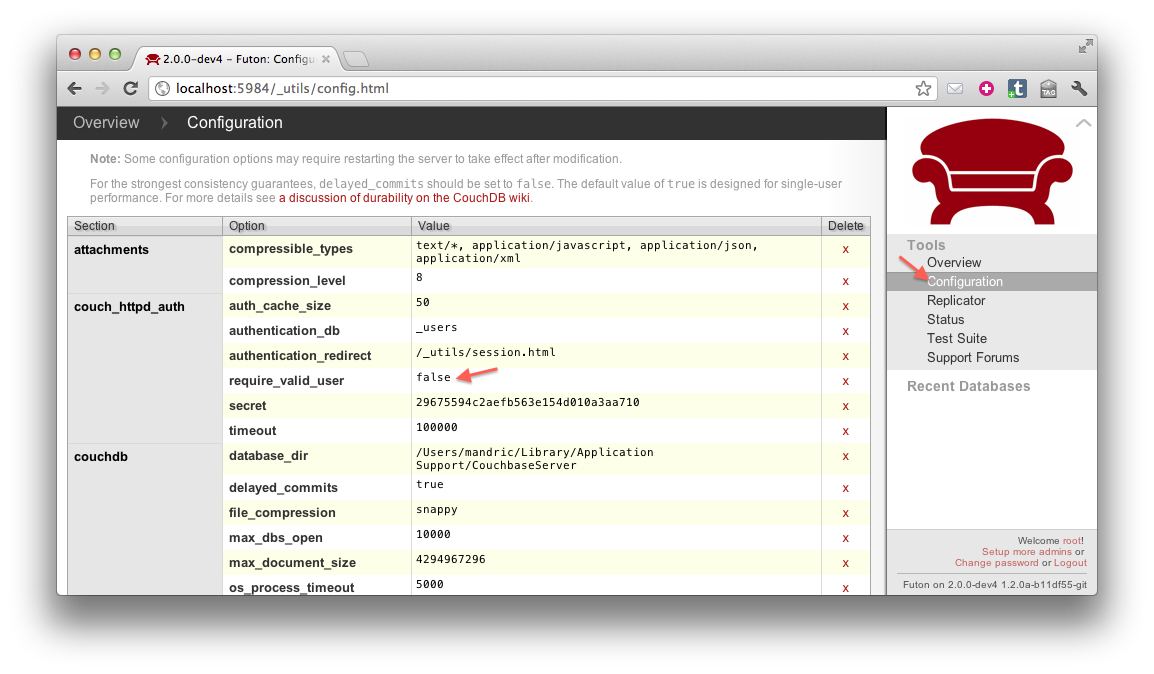 2.0.0-dev4 – Futon: Configu
localhost:5984/_utils/config.html
TAG
Overview
Configuration
Note: Some configuration options may require restarting the server to take effect after modification.
For the strongest consistency guarantees, delayed_commits should be set to false. The default value of true is designed for single-user
performance. For more details see a discussion of durability on the CouchDB wiki.
Section Option Value Delete
attachments compressible_types text/*, application/javascript, application/json, x
application/xml
compression_level 8 x
couch_httpd_auth auth_cache_size 50 x
authentication_db _users x
authentication_redirect /_utils/session.html x
require_valid_user false x
secret 29675594c2aefb563e154d010a3aa710 x
timeout 100000 x
couchdb database_dir /Users/mandric/Library/Application x
Support/CouchbaseServer
delayed_commits true x
file_compression snappy x
max_dbs_open 10000 x
max_document_size 4294967296 x
os_process_timeout 5000 x
Tools
Overview
Configuration
Replicator
Status
Test Suite
Support Forums
Recent Databases
Welcome root!
Setup more admins or
Change password or Logout
Futon on 2.0.0-dev4 1.2.0a-b11df55-git